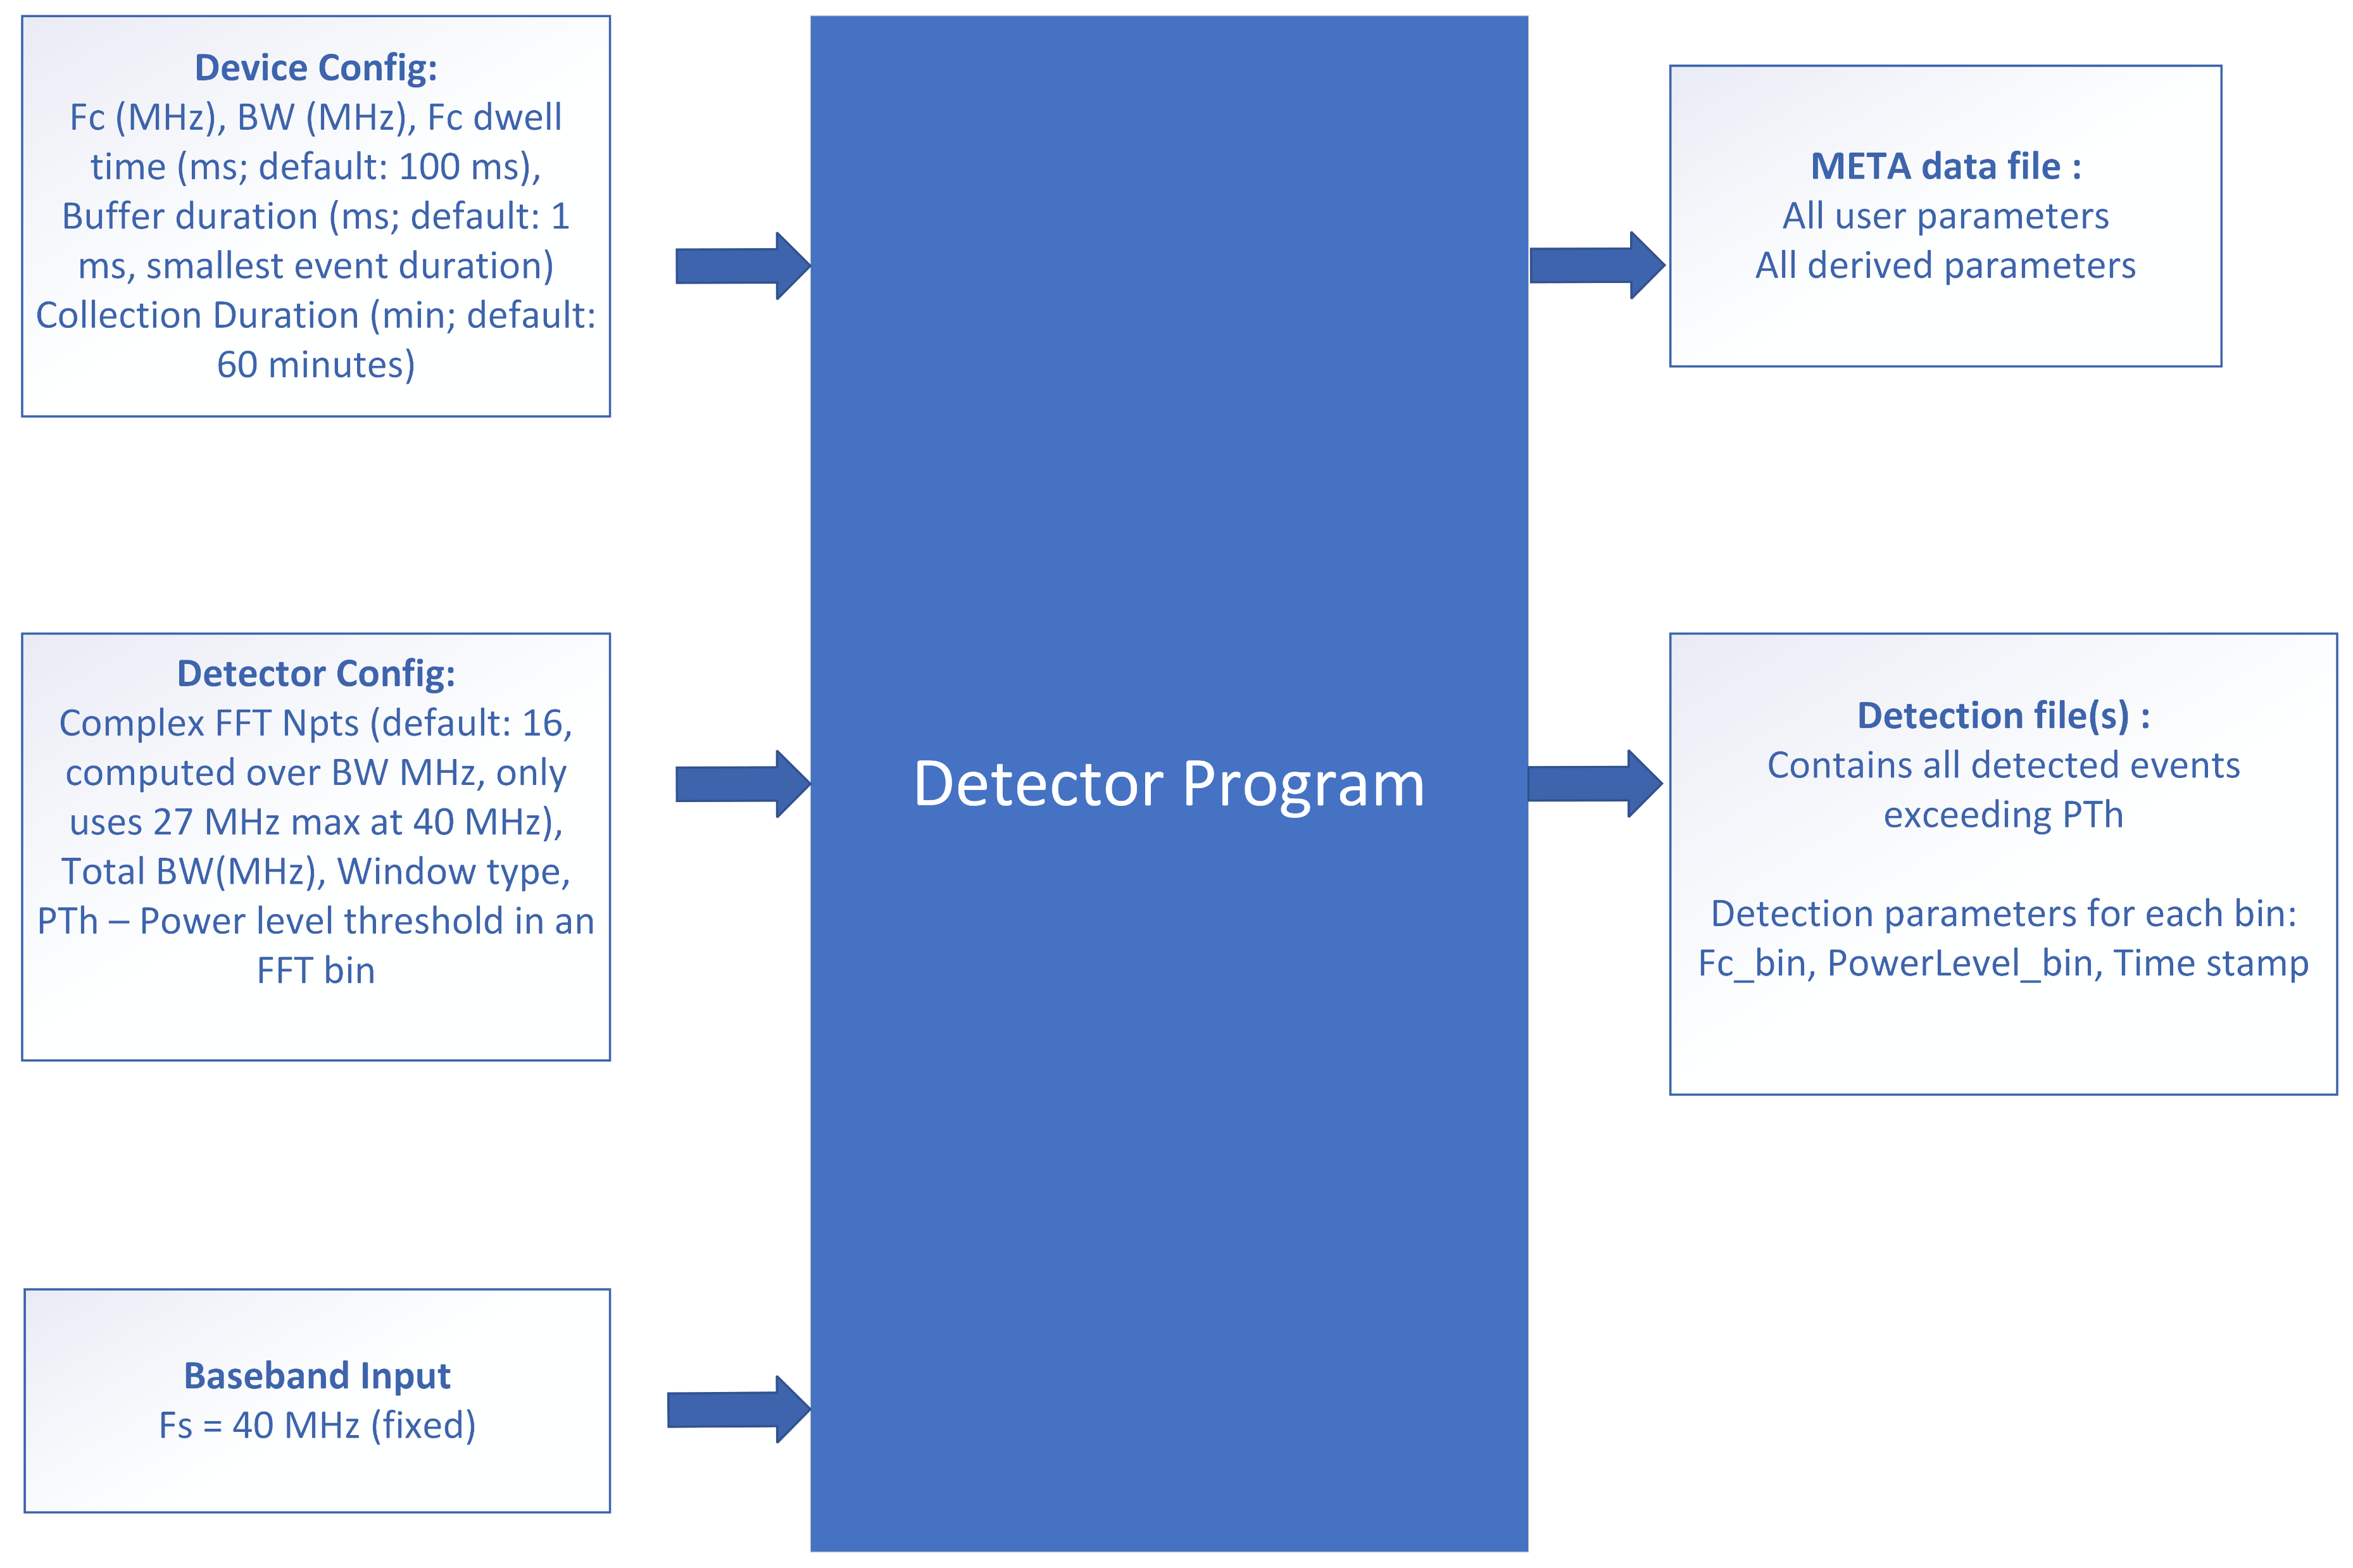 Device Config:
Fc (MHz), BW (MHz), Fc dwell
time (ms; default: 100 ms),
Buffer duration (ms; default: 1
ms, smallest event duration)
Collection Duration (min; default:
60 minutes)
Detector Config:
Complex FFT Npts (default: 16,
computed over BW MHz, only
uses 27 MHz max at 40 MHz),
Total BW(MHz), Window type,
PTh – Power level threshold in an
FFT bin
Baseband Input
Fs = 40 MHz (fixed)
Detector Program
META data file :
All user parameters
All derived parameters
Detection file(s) :
Contains all detected events
exceeding PTh
Detection parameters for each bin:
Fc_bin, PowerLevel_bin, Time stamp